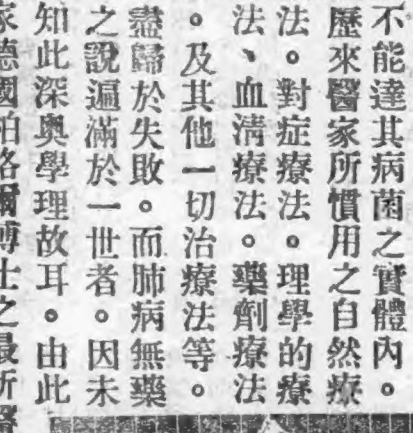 不能達其病菌之實體內。
歷來醫家所慣用之自然療
法。對症療法。理學的療
法、血清療法。藥劑療法
。及其他一切治療法等。
盡歸於失敗。而肺病無藥
之說遍滿於一世者。因未
知此深奧學理故耳。由此
家德國柏格爾博士之最新